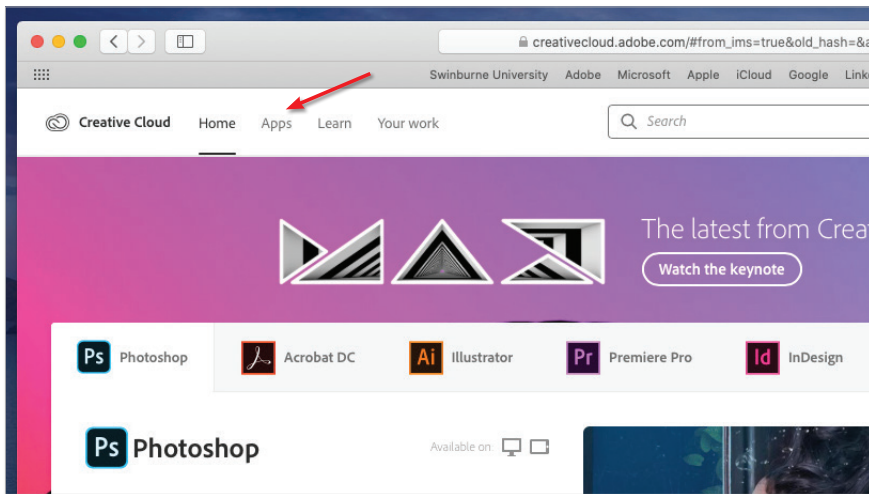 creativecloud.adobe.com/#from_ims=true&old_hash=&a
Swinburne University Adobe Microsoft Apple iCloud Google Link
Creative Cloud Home Apps Learn Your work Search
MAX
The latest from Crea
Watch the keynote
Ps Photoshop Acrobat DC Ai Illustrator Pr Premiere Pro Id InDesign
Ps Photoshop Available on